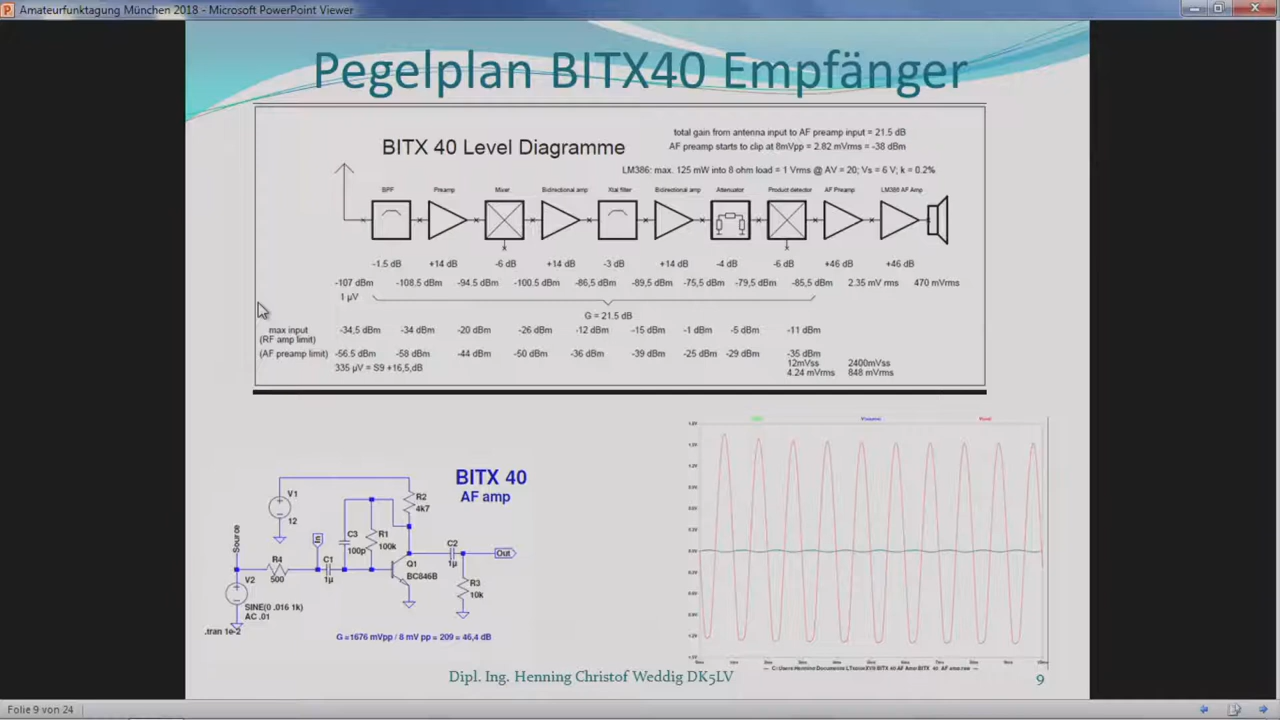 Amateurfunktagung München 2018 - Microsoft PowerPoint Viewer
Pegelplan BITX40 Empfänger
BITX 40 Level Diagramme
total gain from antenna input to AF preamp input = 21.5 dB
AF preamp starts to clip at 8mVpp = 2.82 mVrms = -38 dBm
LM386: max. 125 mW into 8 ohm load = 1 Vrms @ AV = 20; Vs = 6 V; k = 0.2%
BPF Preamp Mixer Bidirectional amp Xtal filter Bidirectional amp Attenuator Product detector AF Preamp LM386 AF Amp
-1.5 dB +14 dB -6 dB +14 dB -3 dB +14 dB -4 dB -6 dB +46 dB +46 dB
-107 dBm -108.5 dBm -94.5 dBm -100.5 dBm -86,5 dBm -89,5 dBm -75,5 dBm -79,5 dBm -85,5 dBm 2.35 mV rms 470 mVrms
1 µV
G = 21.5 dB
max input -34,5 dBm -34 dBm -20 dBm -26 dBm -12 dBm -15 dBm -1 dBm -5 dBm -11 dBm
(RF amp limit)
(AF preamp limit) -56.5 dBm -58 dBm -44 dBm -50 dBm -36 dBm -39 dBm -25 dBm -29 dBm -35 dBm
12mVss 2400mVss
335 µV = S9 +16,5,dB 4.24 mVrms 848 mVrms
BITX 40
AF amp
V1
12
R2
4k7
Source
In
C3
100p
R1
100k
C2
1µ
Out
R4
500
C1
1µ
Q1
BC846B
R3
10k
V2
SINE(0 .016 1k)
AC .01
.tran 1e-2
G =1676 mVpp / 8 mV pp = 209 = 46,4 dB
Dipl. Ing. Henning Christof Weddig DK5LV
9
Folie 9 von 24